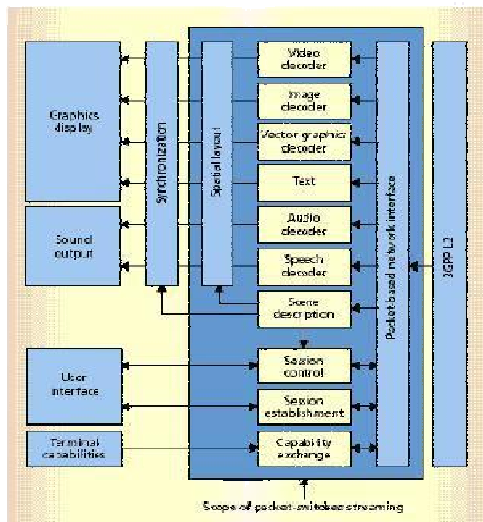 Graphics
display
Sound
output
User
interface
Terminal
capabilities
Synchronization
Spatial layout
Video
decoder
Image
decoder
Vector graphics
decoder
Text
Audio
decoder
Speech
decoder
Scene
description
Session
control
Session
establishment
Capability
exchange
Packet-based network interface
3GPP L2
Scope of packet-switched streaming